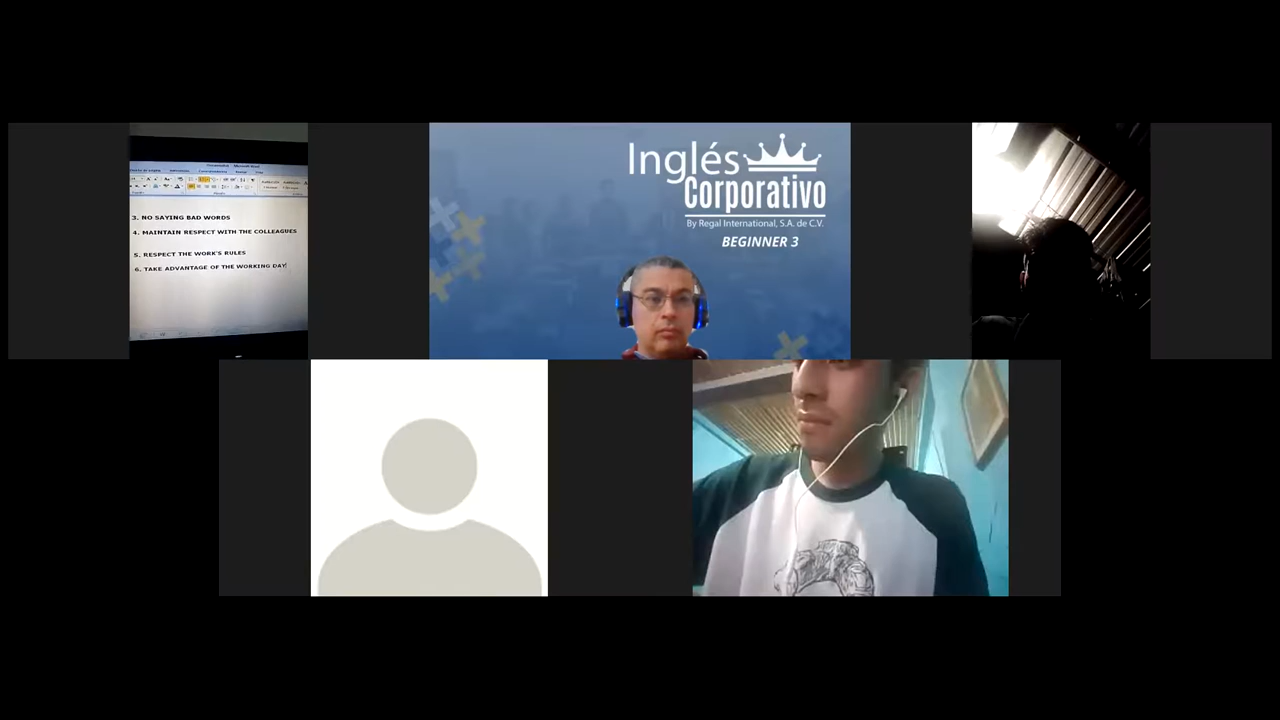 3. NO SAYING BAD WORDS
4. MAINTAIN RESPECT WITH THE COLLEAGUES
5. RESPECT THE WORK'S RULES
6. TAKE ADVANTAGE OF THE WORKING DAY
Inglés
Corporativo
By Regal International, S.A. de C.V.
BEGINNER 3